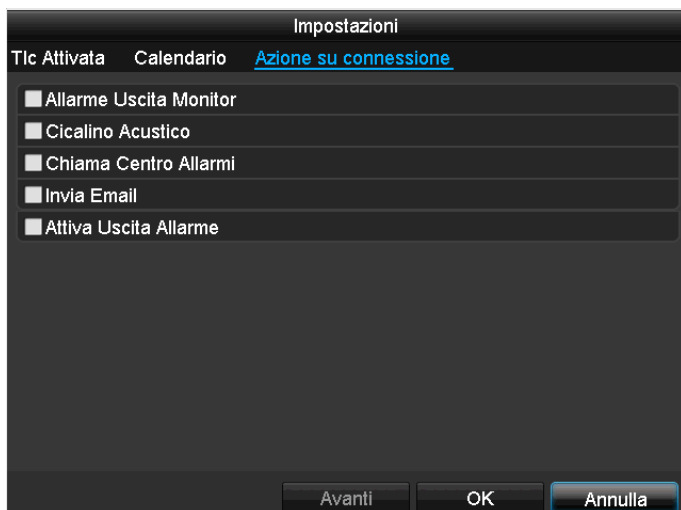 Impostazioni
Tlc Attivata Calendario Azione su connessione
Allarme Uscita Monitor
Cicalino Acustico
Chiama Centro Allarmi
Invia Email
Attiva Uscita Allarme
Avanti OK Annulla